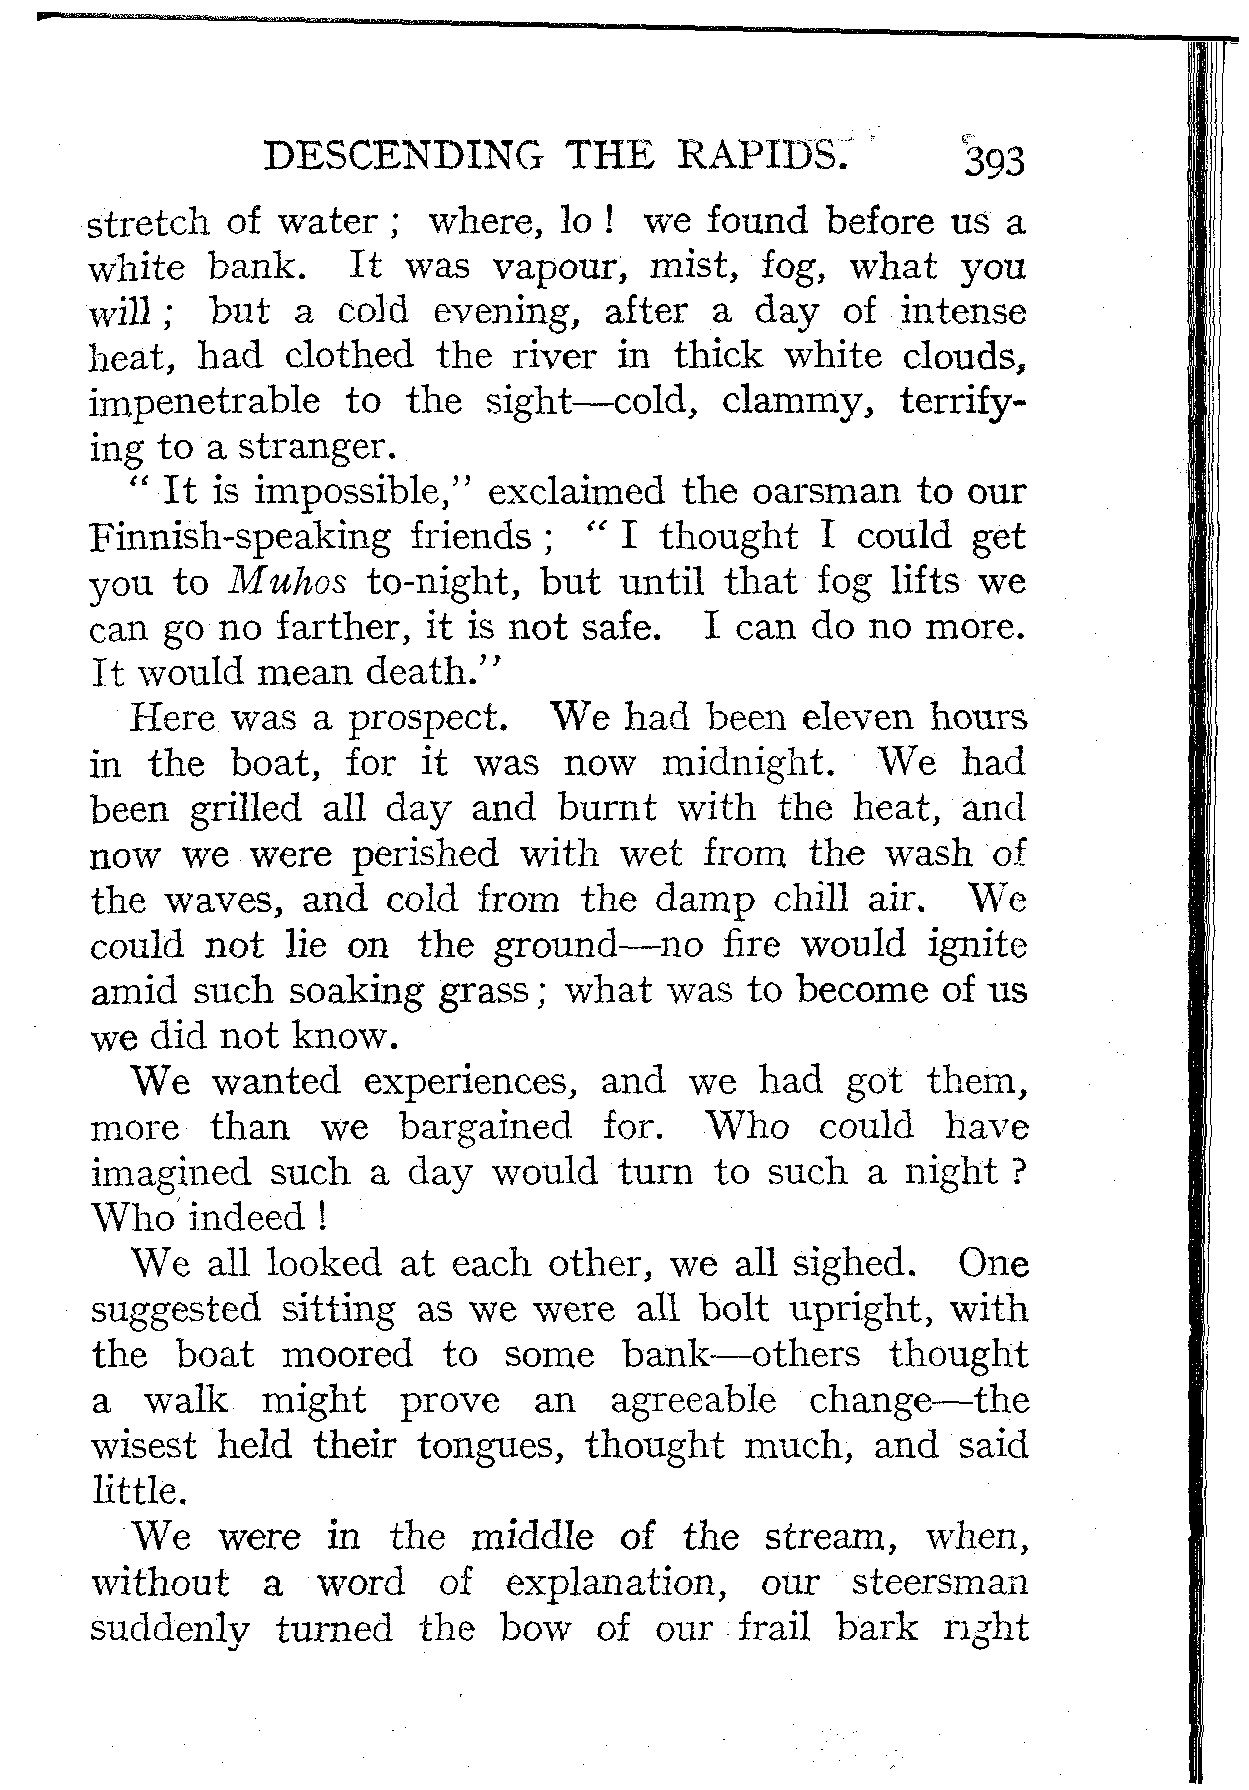 DESCENDING THE RAPIDS. 393
stretch of water ; where, lo ! we found before us a
white bank. It was vapour, mist, fog, what you
will ; but a cold evening, after a day of intense
heat, had clothed the river in thick white clouds,
impenetrable to the sight—cold, clammy, terrify-
ing to a stranger.
“ It is impossible,” exclaimed the oarsman to our
Finnish-speaking friends ; “ I thought I could get
you to Muhos to-night, but until that fog lifts we
can go no farther, it is not safe. I can do no more.
It would mean death.”
Here was a prospect. We had been eleven hours
in the boat, for it was now midnight. We had
been grilled all day and burnt with the heat, and
now we were perished with wet from the wash of
the waves, and cold from the damp chill air. We
could not lie on the ground—no fire would ignite
amid such soaking grass ; what was to become of us
we did not know.
We wanted experiences, and we had got them,
more than we bargained for. Who could have
imagined such a day would turn to such a night ?
Who indeed !
We all looked at each other, we all sighed. One
suggested sitting as we were all bolt upright, with
the boat moored to some bank—others thought
a walk might prove an agreeable change—the
wisest held their tongues, thought much, and said
little.
We were in the middle of the stream, when,
without a word of explanation, our steersman
suddenly turned the bow of our frail bark right